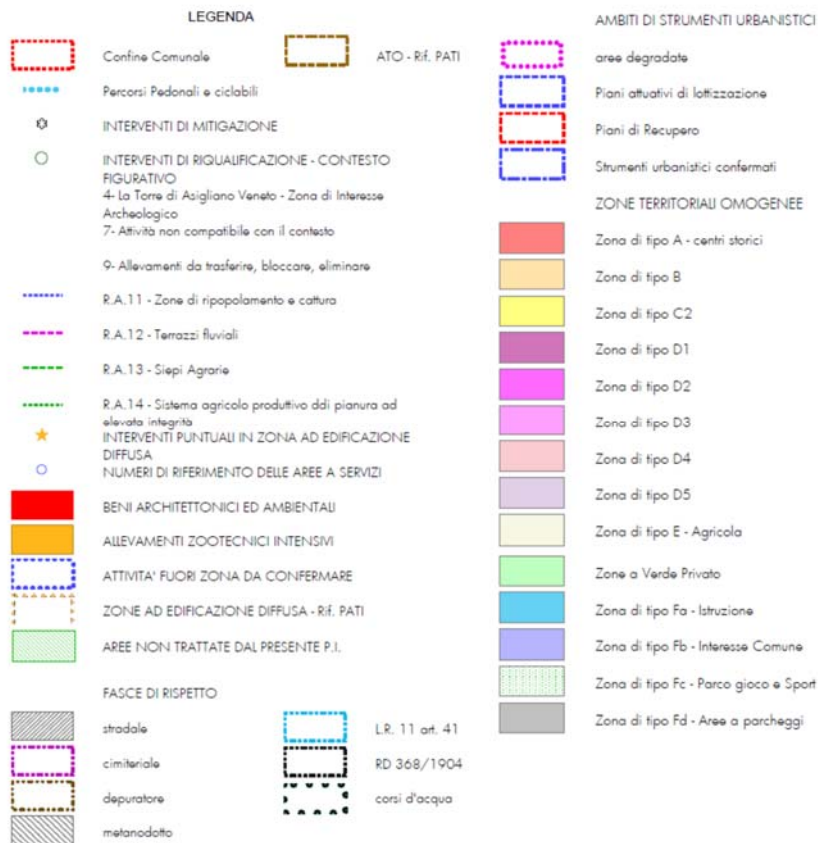 LEGENDA
Confine Comunale
ATO - Rif. PATI
Percorsi Pedonali e ciclabili
INTERVENTI DI MITIGAZIONE
INTERVENTI DI RIQUALIFICAZIONE - CONTESTO
FIGURATIVO
4- La Torre di Asigliano Veneto - Zona di Interesse
Archeologico
7- Attività non compatibile con il contesto
9- Allevamenti da trasferire, bloccare, eliminare
R.A.11 - Zone di ripopolamento e cattura
R.A.12 - Terrazzi fluviali
R.A.13 - Siepi Agrarie
R.A.14 - Sistema agricolo produttivo ddi pianura ad
elevata integrità
INTERVENTI PUNTUALI IN ZONA AD EDIFICAZIONE
DIFFUSA
NUMERI DI RIFERIMENTO DELLE AREE A SERVIZI
BENI ARCHITETTONICI ED AMBIENTALI
ALLEVAMENTI ZOOTECNICI INTENSIVI
ATTIVITA' FUORI ZONA DA CONFERMARE
ZONE AD EDIFICAZIONE DIFFUSA - Rif. PATI
AREE NON TRATTATE DAL PRESENTE P.I.
FASCE DI RISPETTO
stradale
L.R. 11 art. 41
cimiteriale
RD 368/1904
depuratore
corsi d'acqua
metanodotto
AMBITI DI STRUMENTI URBANISTICI
aree degradate
Piani attuativi di lottizzazione
Piani di Recupero
Strumenti urbanistici confermati
ZONE TERRITORIALI OMOGENEE
Zona di tipo A - centri storici
Zona di tipo B
Zona di tipo C2
Zona di tipo D1
Zona di tipo D2
Zona di tipo D3
Zona di tipo D4
Zona di tipo D5
Zona di tipo E - Agricola
Zone a Verde Privato
Zona di tipo Fa - Istruzione
Zona di tipo Fb - Interesse Comune
Zona di tipo Fc - Parco gioco e Sport
Zona di tipo Fd - Aree a parcheggi